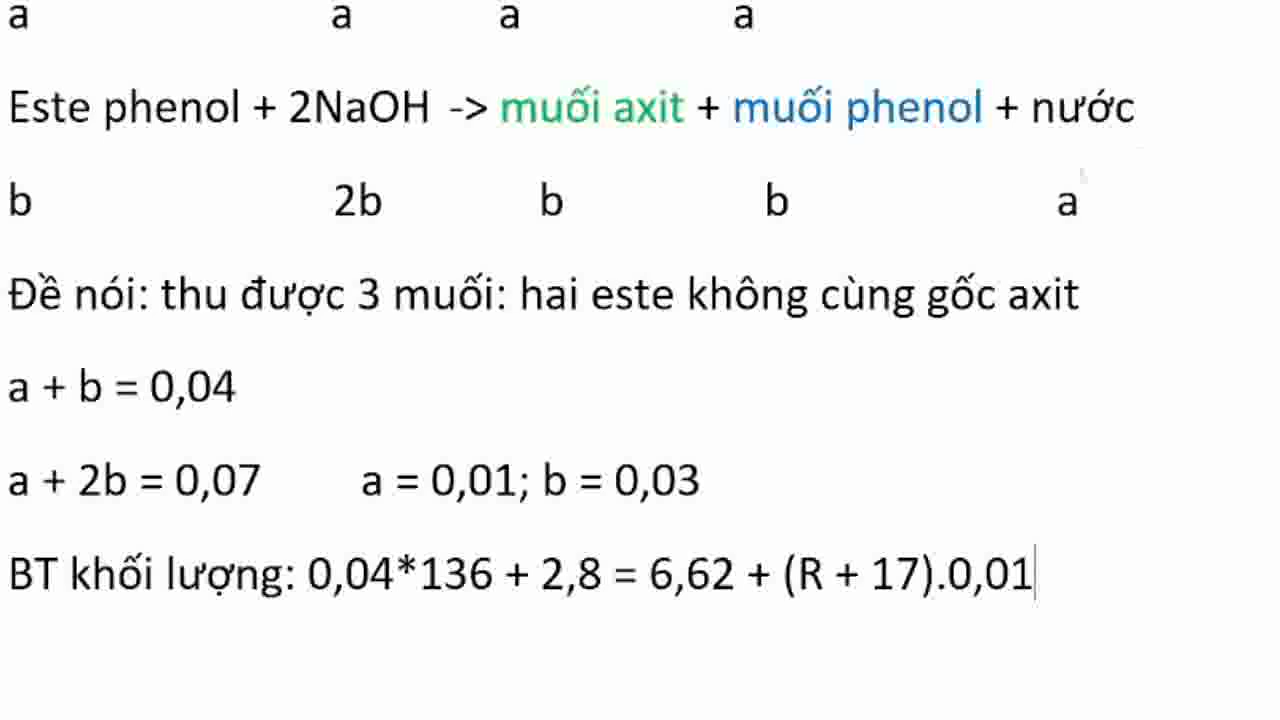 a a a a
Este phenol + 2NaOH -> muối axit + muối phenol + nước
b 2b b b a
Đề nói: thu được 3 muối: hai este không cùng gốc axit
a + b = 0,04
a + 2b = 0,07 a = 0,01; b = 0,03
BT khối lượng: 0,04*136 + 2,8 = 6,62 + (R + 17).0,01